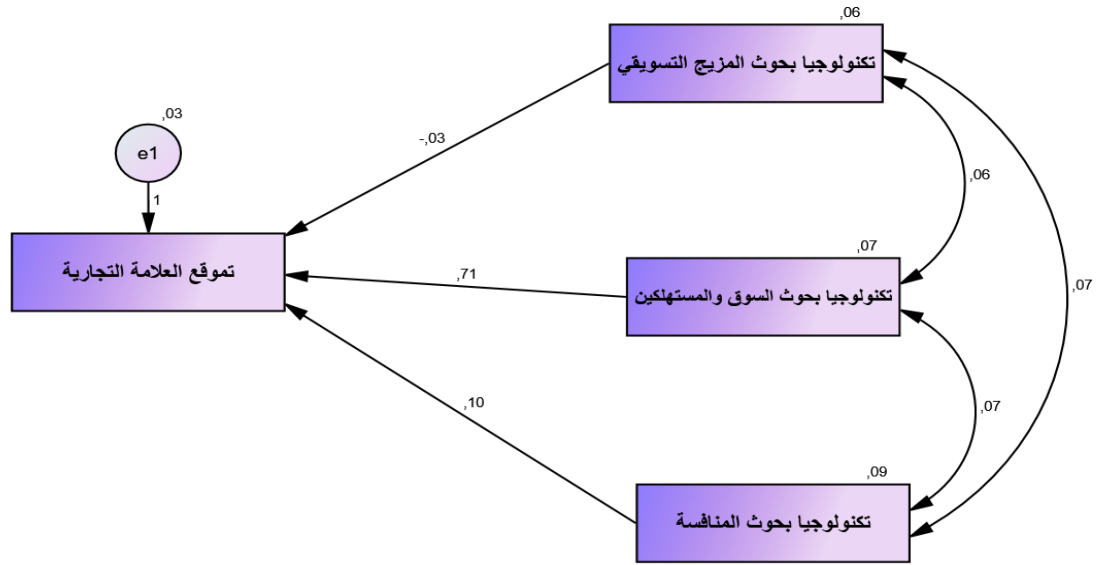 ,06
تكنولوجيا بحوث المزيج التسويقي
,03
e1
-,03
,06
1
تموقع العلامة التجارية
,07
,71
تكنولوجيا بحوث السوق والمستهلكين
,07
,10
,07
,09
تكنولوجيا بحوث المنافسة